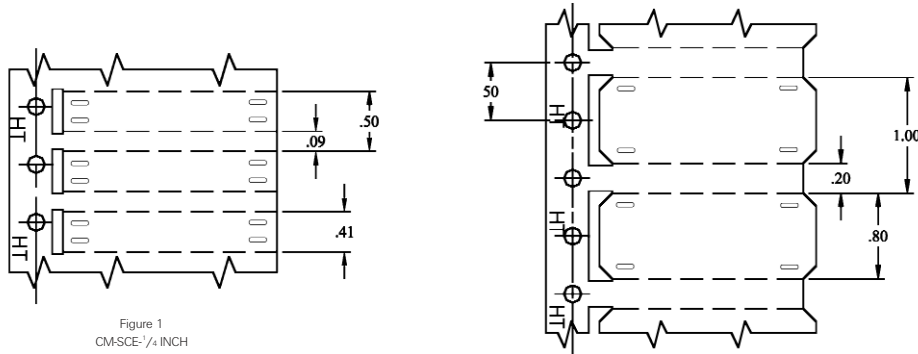 HT
HT
.50
.09
.41
Figure 1
CM-SCE-1/4 INCH
50
HT
HT
HT
1.00
.20
.80